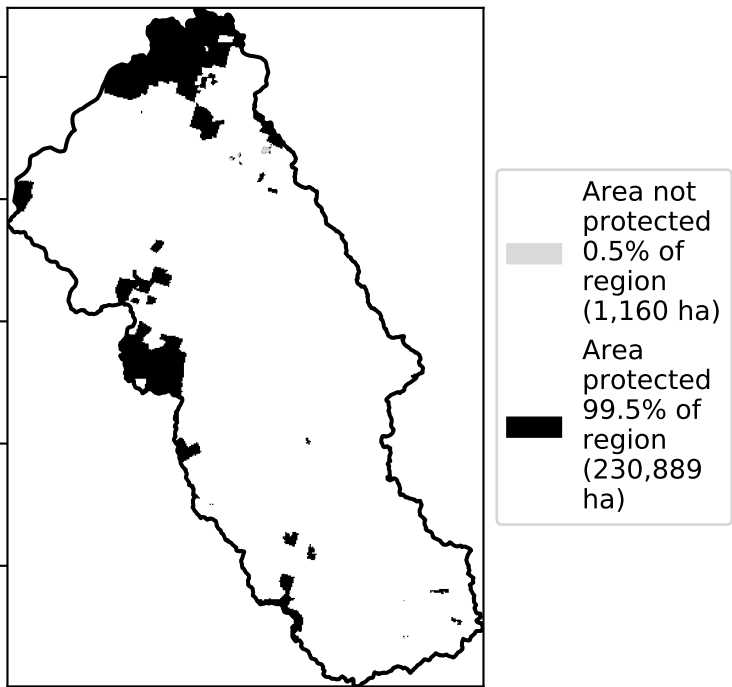 Area not
protected
0.5% of
region
(1,160 ha)
Area
protected
99.5% of
region
(230,889
ha)